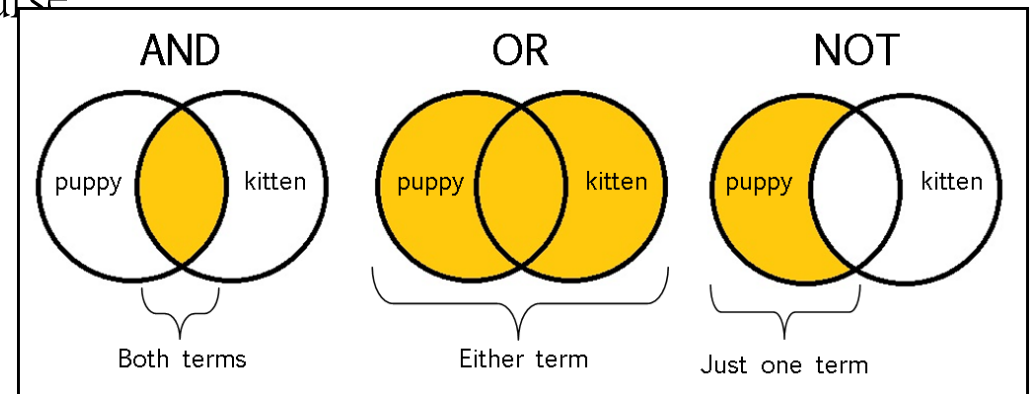 AND OR NOT
puppy kitten puppy kitten puppy kitten
Both terms Either term Just one term